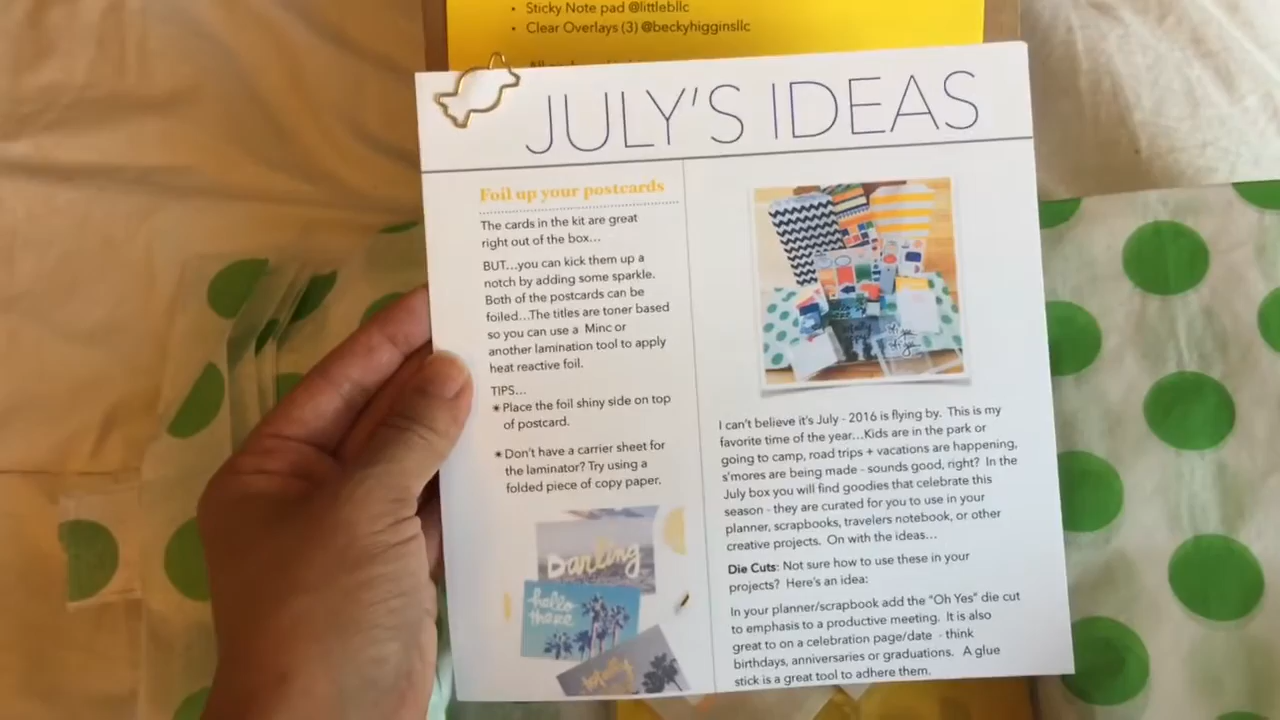 • Sticky Note pad @littlebllc
• Clear Overlays (3) @beckyhigginsllc
JULY'S IDEAS
Foil up your postcards
The cards in the kit are great
right out of the box...
BUT...you can kick them up a
notch by adding some sparkle.
Both of the postcards can be
foiled...The titles are toner based
so you can use a Minc or
another lamination tool to apply
heat reactive foil.
TIPS...
✷Place the foil shiny side on top
of postcard.
✷Don't have a carrier sheet for
the laminator? Try using a
folded piece of copy paper.
Darling
hello
there
totally
I can't believe it's July - 2016 is flying by. This is my
favorite time of the year...Kids are in the park or
going to camp, road trips + vacations are happening,
s'mores are being made - sounds good, right? In the
July box you will find goodies that celebrate this
season - they are curated for you to use in your
planner, scrapbooks, travelers notebook, or other
creative projects. On with the ideas...
Die Cuts: Not sure how to use these in your
projects? Here's an idea:
In your planner/scrapbook add the "Oh Yes" die cut
to emphasis to a productive meeting. It is also
great to on a celebration page/date - think
birthdays, anniversaries or graduations. A glue
stick is a great tool to adhere them.